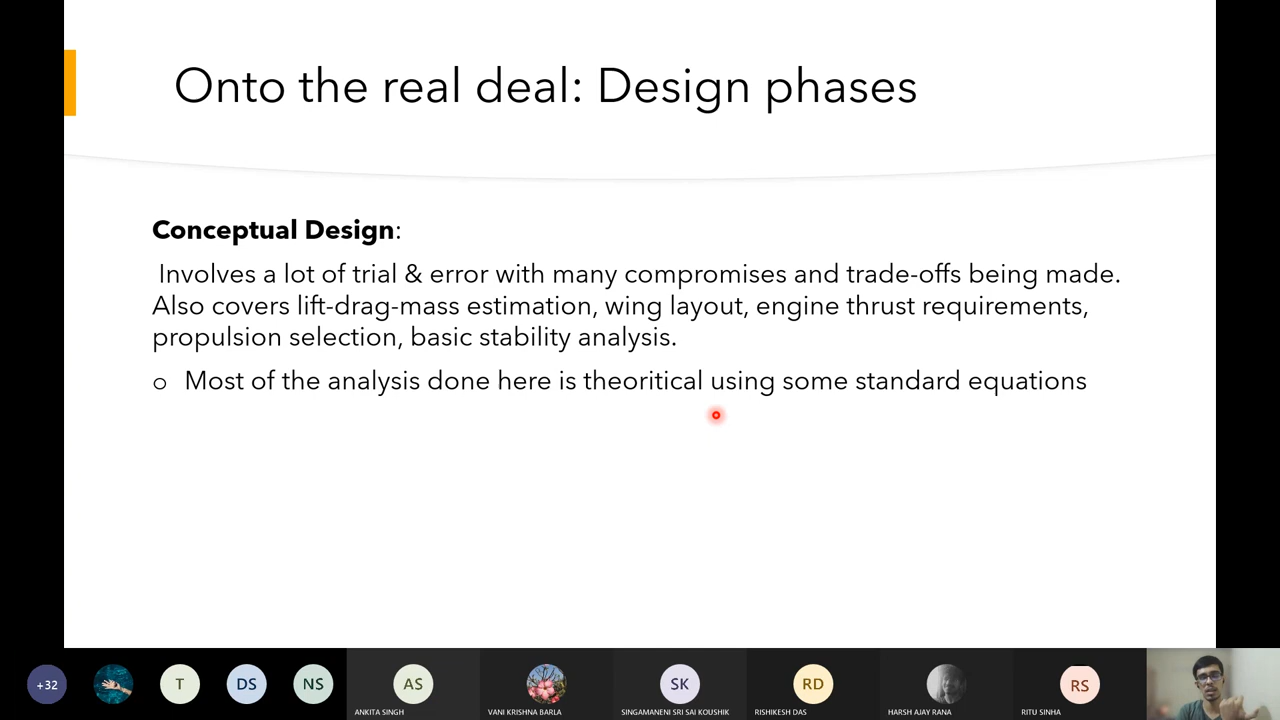 Onto the real deal: Design phases
Conceptual Design:
Involves a lot of trial & error with many compromises and trade-offs being made.
Also covers lift-drag-mass estimation, wing layout, engine thrust requirements,
propulsion selection, basic stability analysis.
o Most of the analysis done here is theoritical using some standard equations
+32 T DS NS AS SK RD RS
ANKITA SINGH VANI KRISHNA BARLA SINGAMANENI SRI SAI KOUSHIK RISHIKESH DAS HARSH AJAY RANA RITU SINHA